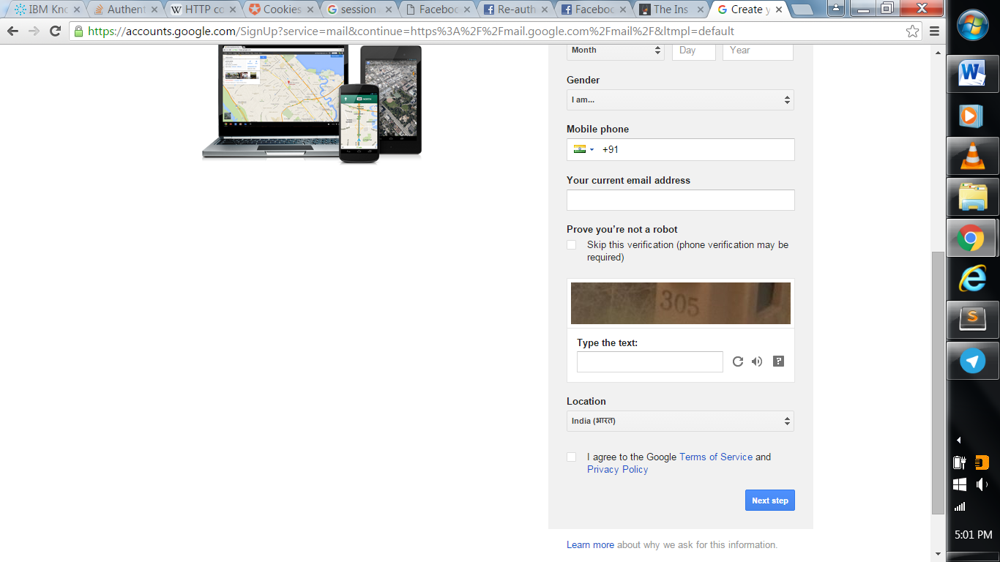 IBM Kno
Authent
HTTP co
Cookies
session
Faceboo
Re-auth
Faceboo
The Ins
Create y
https://accounts.google.com/SignUp?service=mail&continue=https%3A%2F%2Fmail.google.com%2Fmail%2F&ltmpl=default
Month
Day
Year
Gender
I am...
Mobile phone
+91
Your current email address
Prove you're not a robot
Skip this verification (phone verification may be
required)
305
Type the text:
Location
India (भारत)
I agree to the Google Terms of Service and
Privacy Policy
Next step
Learn more about why we ask for this information.
5:01 PM